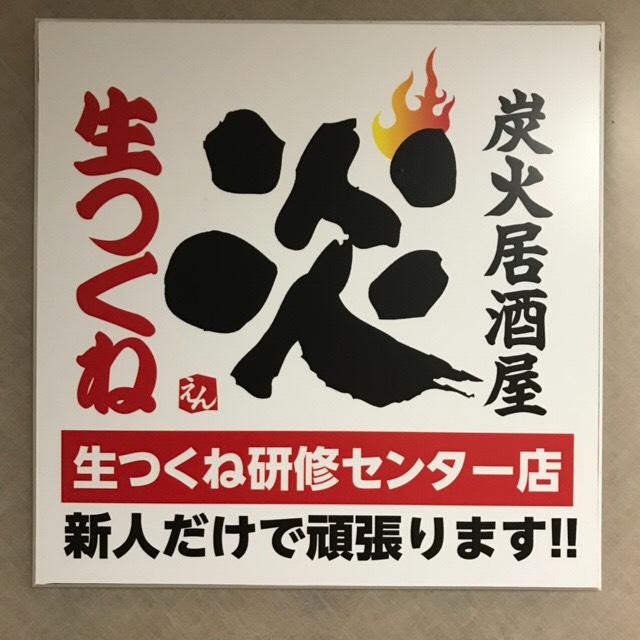 炭火居酒屋
炎
えん
生つくね
生つくね研修センター店
新人だけで頑張ります!!